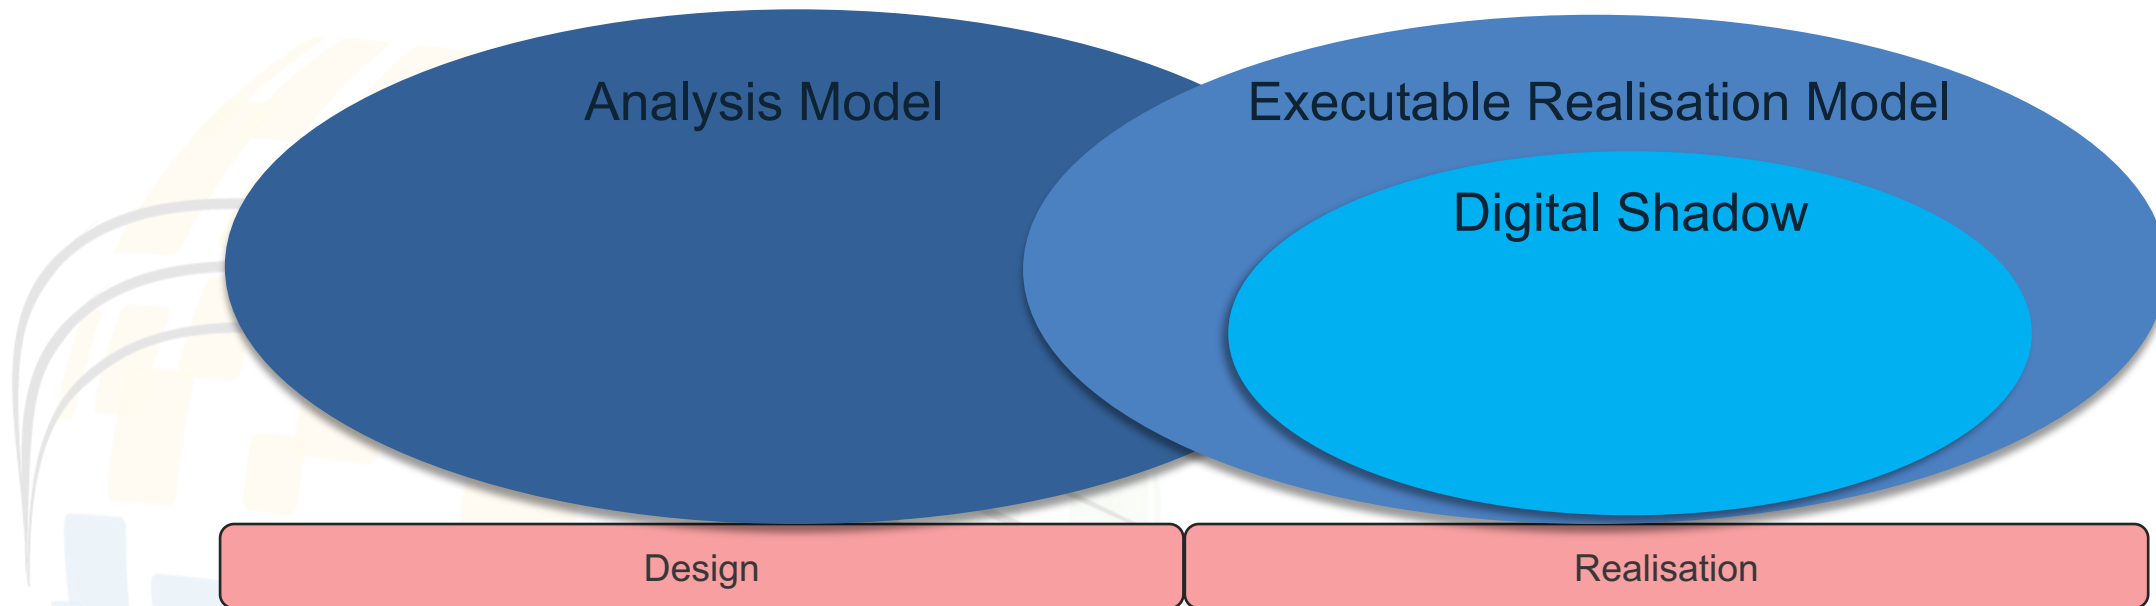 Analysis Model
Executable Realisation Model
Digital Shadow
Design
Realisation